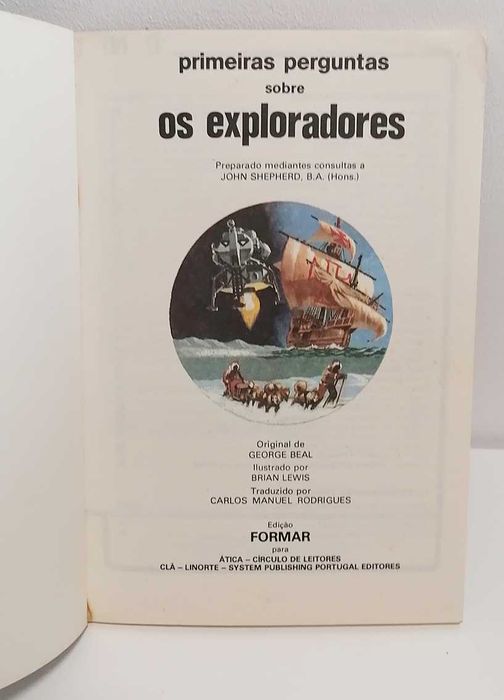 primeiras perguntas
sobre
os exploradores
Preparado mediantes consultas a
JOHN SHEPHERD, B.A. (Hons.)
Original de
GEORGE BEAL
Ilustrado por
BRIAN LEWIS
Traduzido por
CARLOS MANUEL RODRIGUES
Edição
FORMAR
para
ÁTICA – CÍRCULO DE LEITORES
CLÃ – LINORTE – SYSTEM PUBLISHING PORTUGAL EDITORES